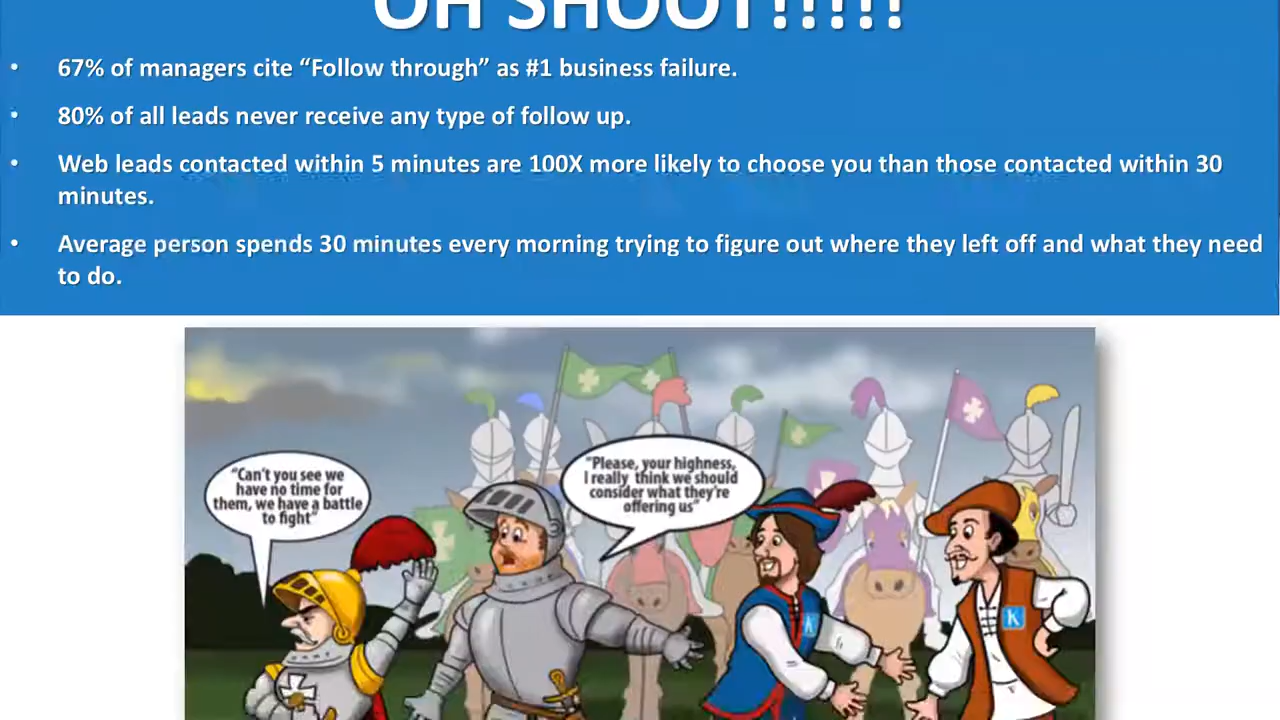 OH SHOOT!!!!!
• 67% of managers cite “Follow through” as #1 business failure.
• 80% of all leads never receive any type of follow up.
• Web leads contacted within 5 minutes are 100X more likely to choose you than those contacted within 30
minutes.
• Average person spends 30 minutes every morning trying to figure out where they left off and what they need
to do.
“Can't you see we
have no time for
them, we have a battle
to fight”
“Please, your highness,
I really think we should
consider what they're
offering us”
K
K